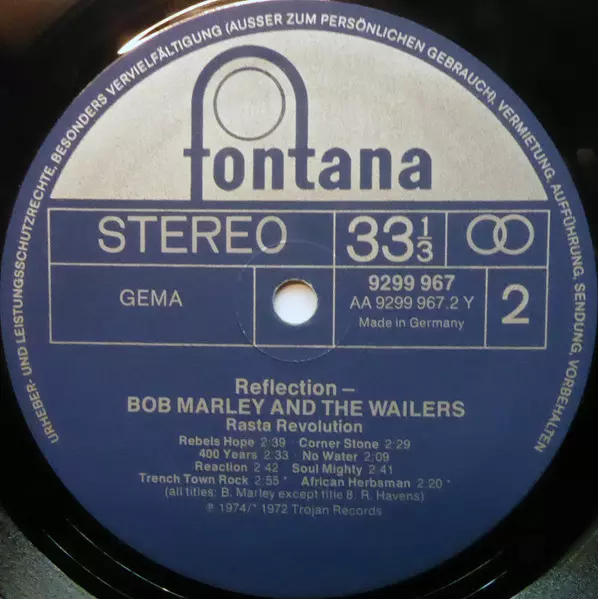 URHEBER- UND LEISTUNGSSCHUTZRECHTE, BESONDERS VERVIELFÄLTIGUNG (AUSSER ZUM PERSÖNLICHEN GEBRAUCH), VERMIETUNG, AUFFÜHRUNG, SENDUNG, VORBEHALTEN
fontana
STEREO 33 1/3
GEMA
9299 967
AA 9299 967.2 Y
Made in Germany
2
Reflection –
BOB MARLEY AND THE WAILERS
Rasta Revolution
Rebels Hope 2:39 · Corner Stone 2:29
400 Years 2:33 · No Water 2:09
Reaction 2 42 · Soul Mighty 2 41
Trench Town Rock 2:55 * · African Herbsman 2.20 *
(all titles: B. Marley except title 8. R. Havens)
℗ 1974/* 1972 Trojan Records